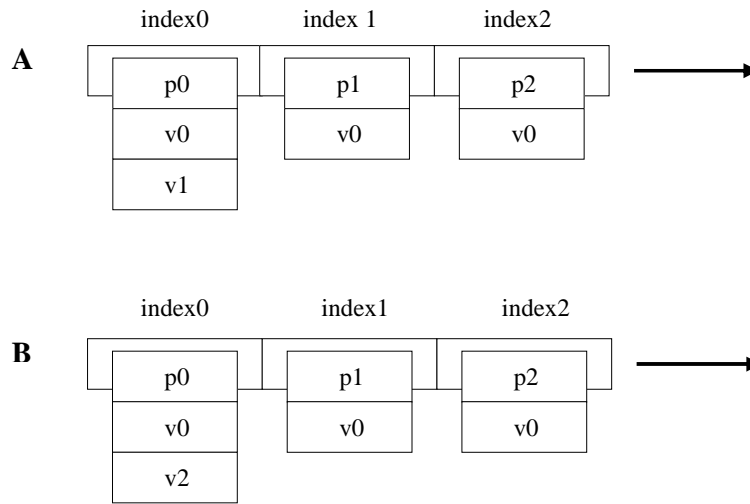 index0 index 1 index2
A
p0 p1 p2
v0 v0 v0
v1
index0 index1 index2
B
p0 p1 p2
v0 v0 v0
v2